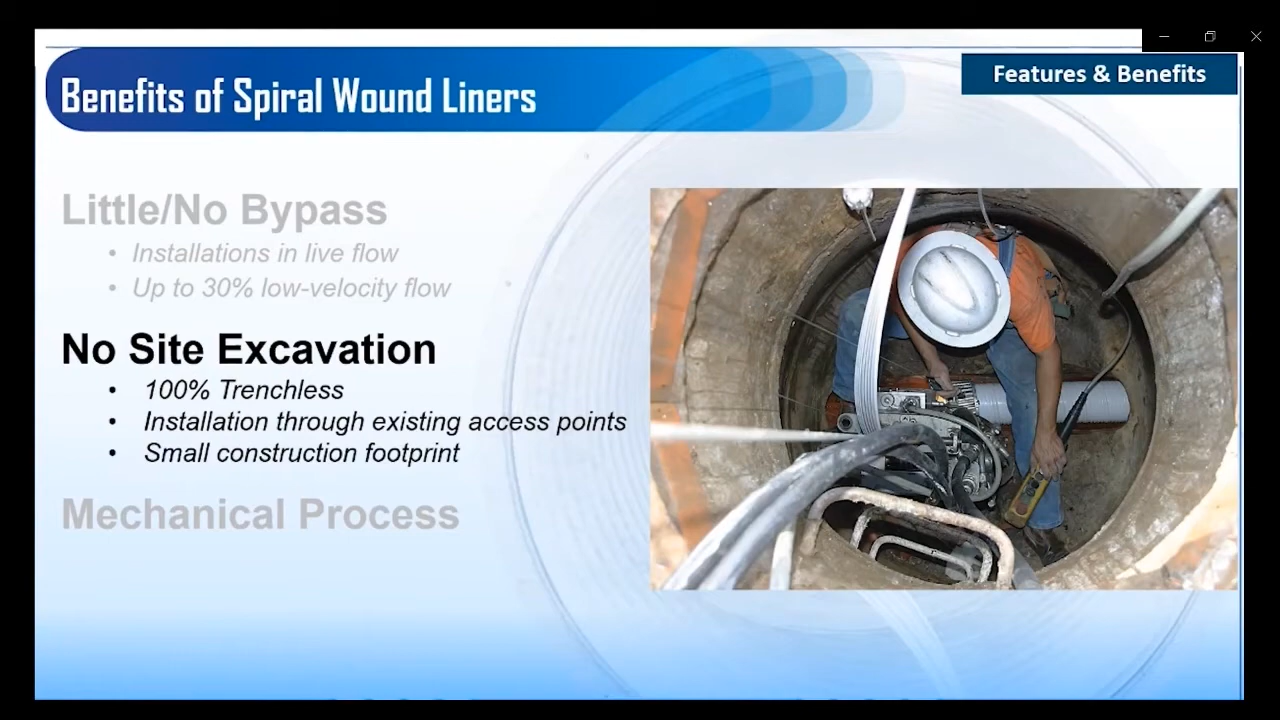 Benefits of Spiral Wound Liners
Features & Benefits
Little/No Bypass
• Installations in live flow
• Up to 30% low-velocity flow
No Site Excavation
• 100% Trenchless
• Installation through existing access points
• Small construction footprint
Mechanical Process